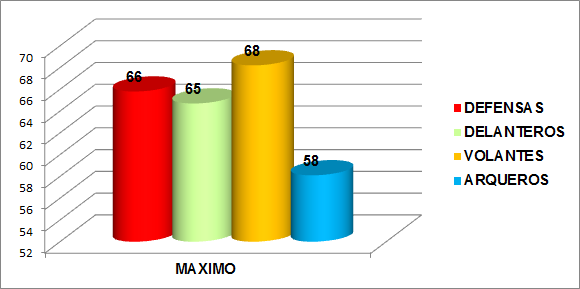 70
68
66
64
62
60
58
56
54
52
66
65
68
58
MAXIMO
DEFENSAS
DELANTEROS
VOLANTES
ARQUEROS